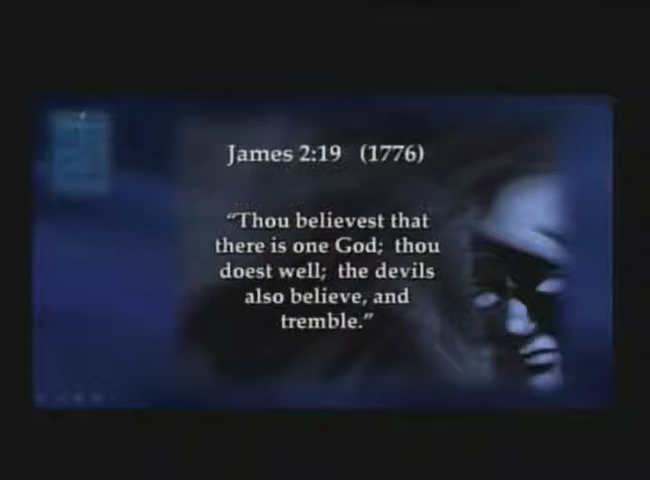 James 2:19 (1776)
“Thou believest that
there is one God; thou
doest well; the devils
also believe, and
tremble.”